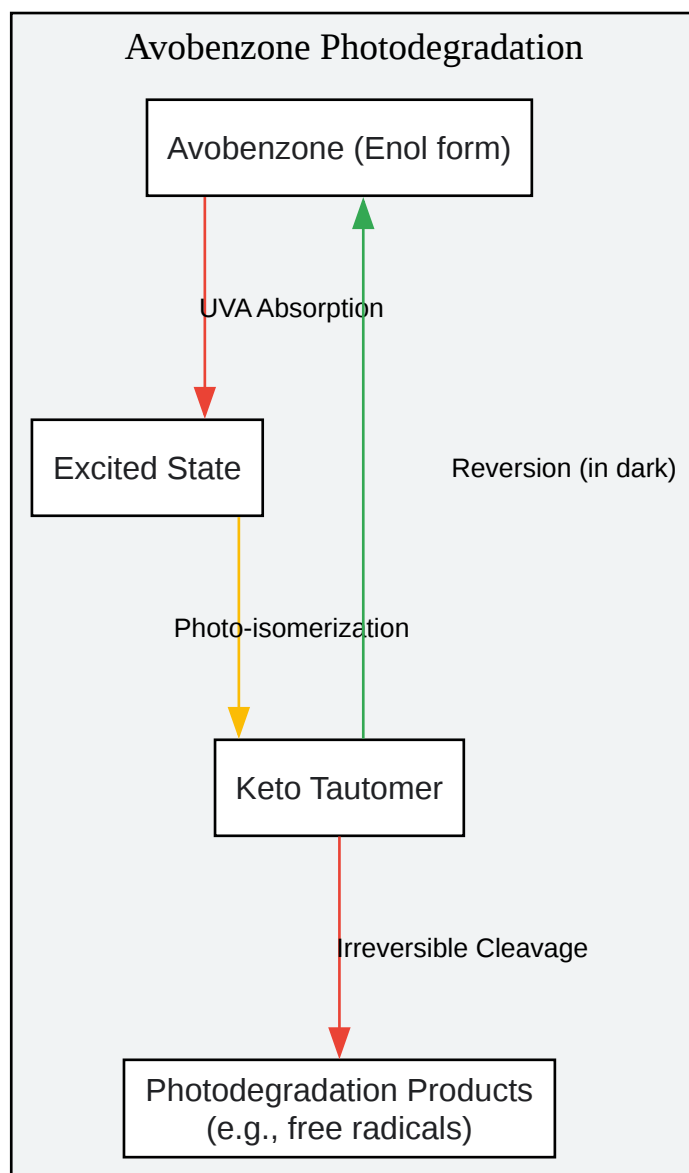 Avobenzone Photodegradation
Avobenzone (Enol form)
UVA Absorption
Excited State
Reversion (in dark)
Photo-isomerization
Keto Tautomer
Irreversible Cleavage
Photodegradation Products
(e.g., free radicals)